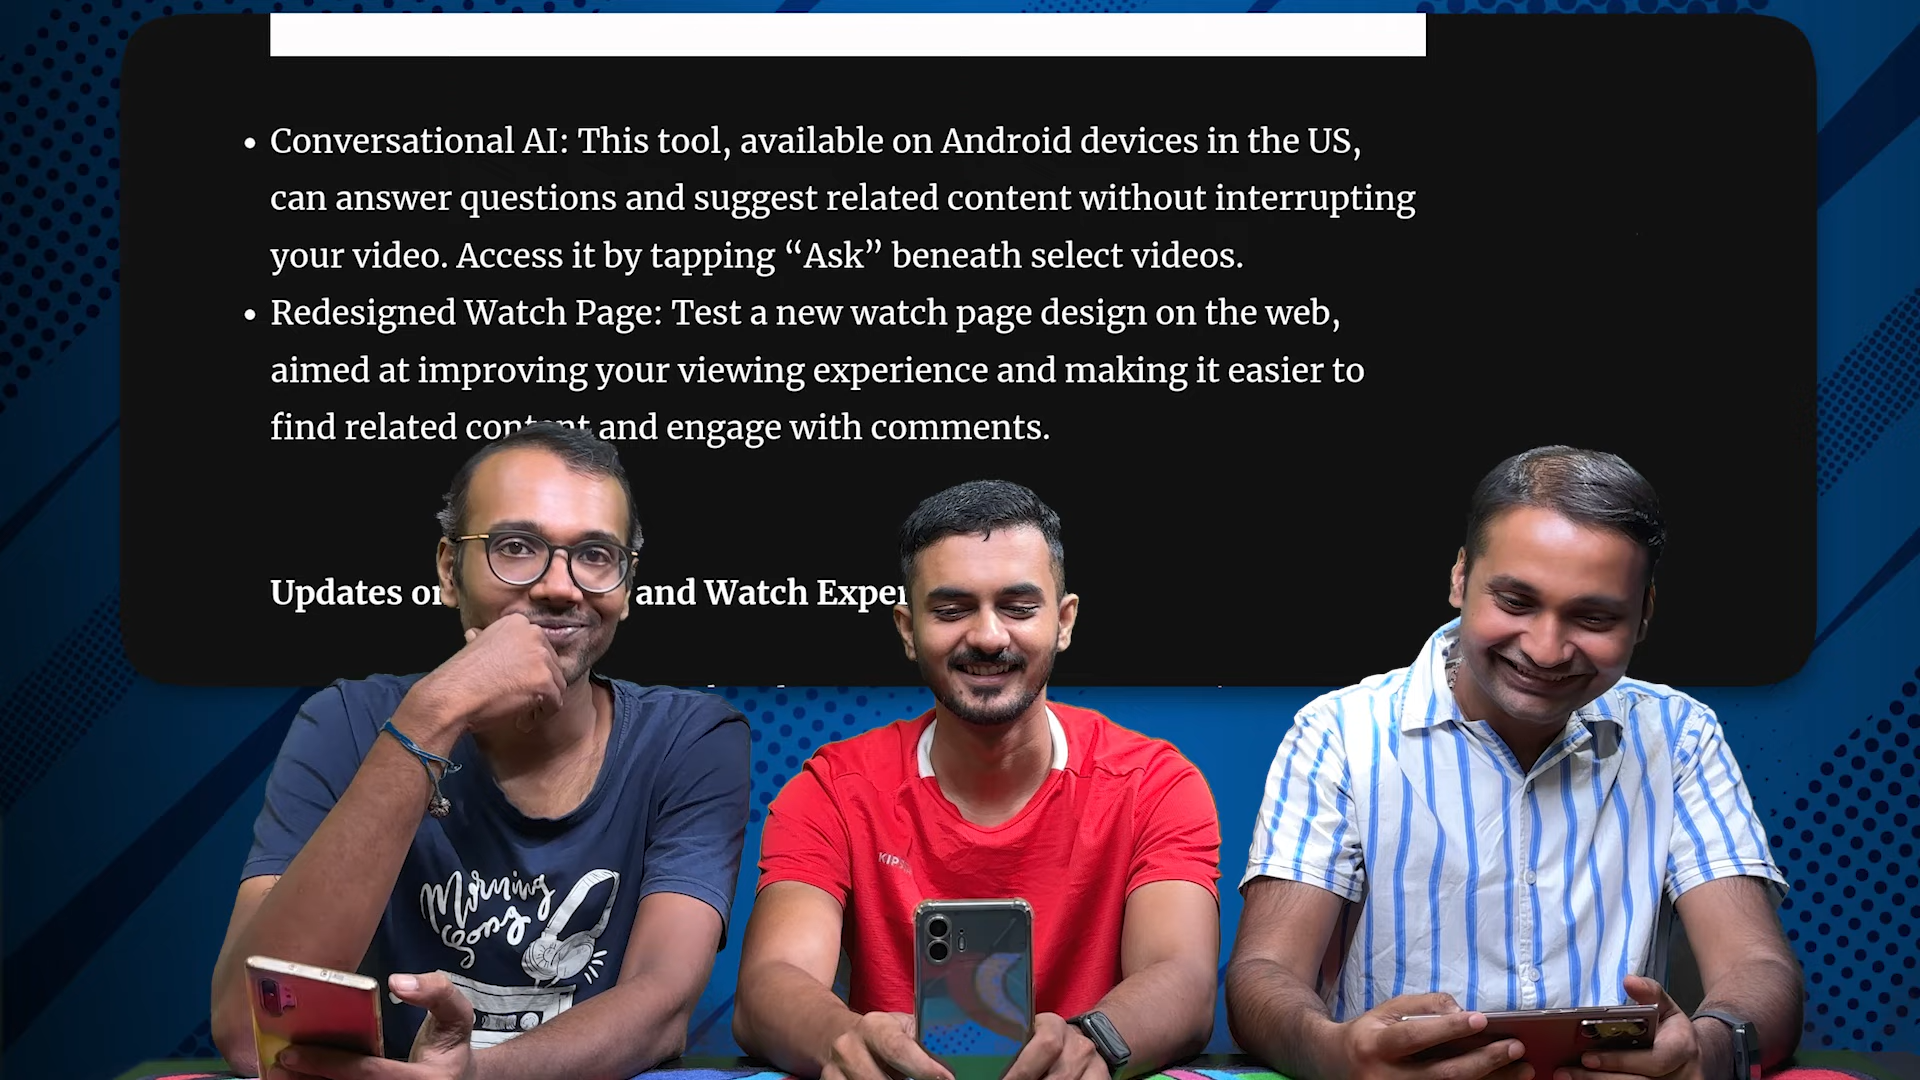 • Conversational AI: This tool, available on Android devices in the US,
can answer questions and suggest related content without interrupting
your video. Access it by tapping “Ask” beneath select videos.
• Redesigned Watch Page: Test a new watch page design on the web,
aimed at improving your viewing experience and making it easier to
find related content and engage with comments.
Updates and Watch
Morning
Song